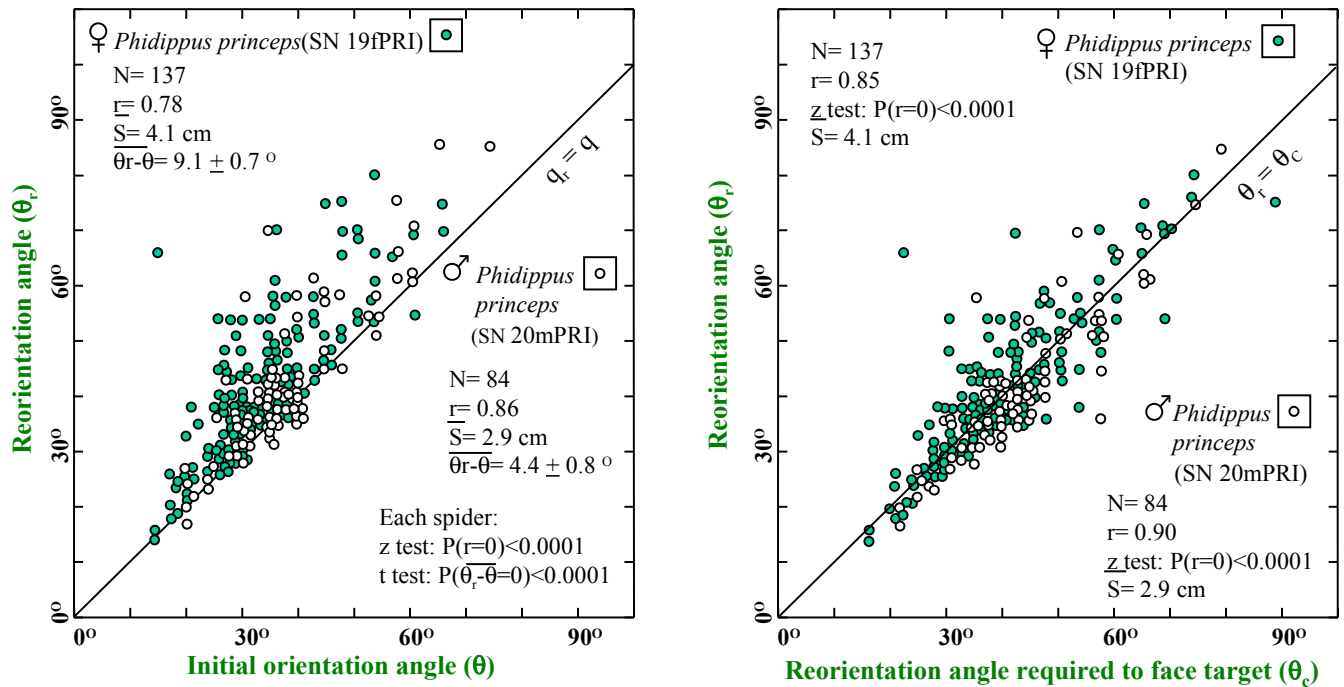 ♀ Phidippus princeps(SN 19fPRI)
N= 137
r= 0.78
S= 4.1 cm
θr-θ= 9.1 ± 0.7 º
qr = q
♂ Phidippus
princeps
(SN 20mPRI)
N= 84
r= 0.86
S= 2.9 cm
θr-θ= 4.4 ± 0.8 º
Each spider:
z test: P(r=0)<0.0001
t test: P(θr-θ=0)<0.0001
Reorientation angle (θr)
90º
60º
30º
0º
0º 30º 60º 90º
Initial orientation angle (θ)
N= 137
r= 0.85
z test: P(r=0)<0.0001
S= 4.1 cm
♀ Phidippus princeps
(SN 19fPRI)
θr = θc
♂ Phidippus
princeps
(SN 20mPRI)
N= 84
r= 0.90
z test: P(r=0)<0.0001
S= 2.9 cm
Reorientation angle (θr)
90º
60º
30º
0º
0º 30º 60º 90º
Reorientation angle required to face target (θc)